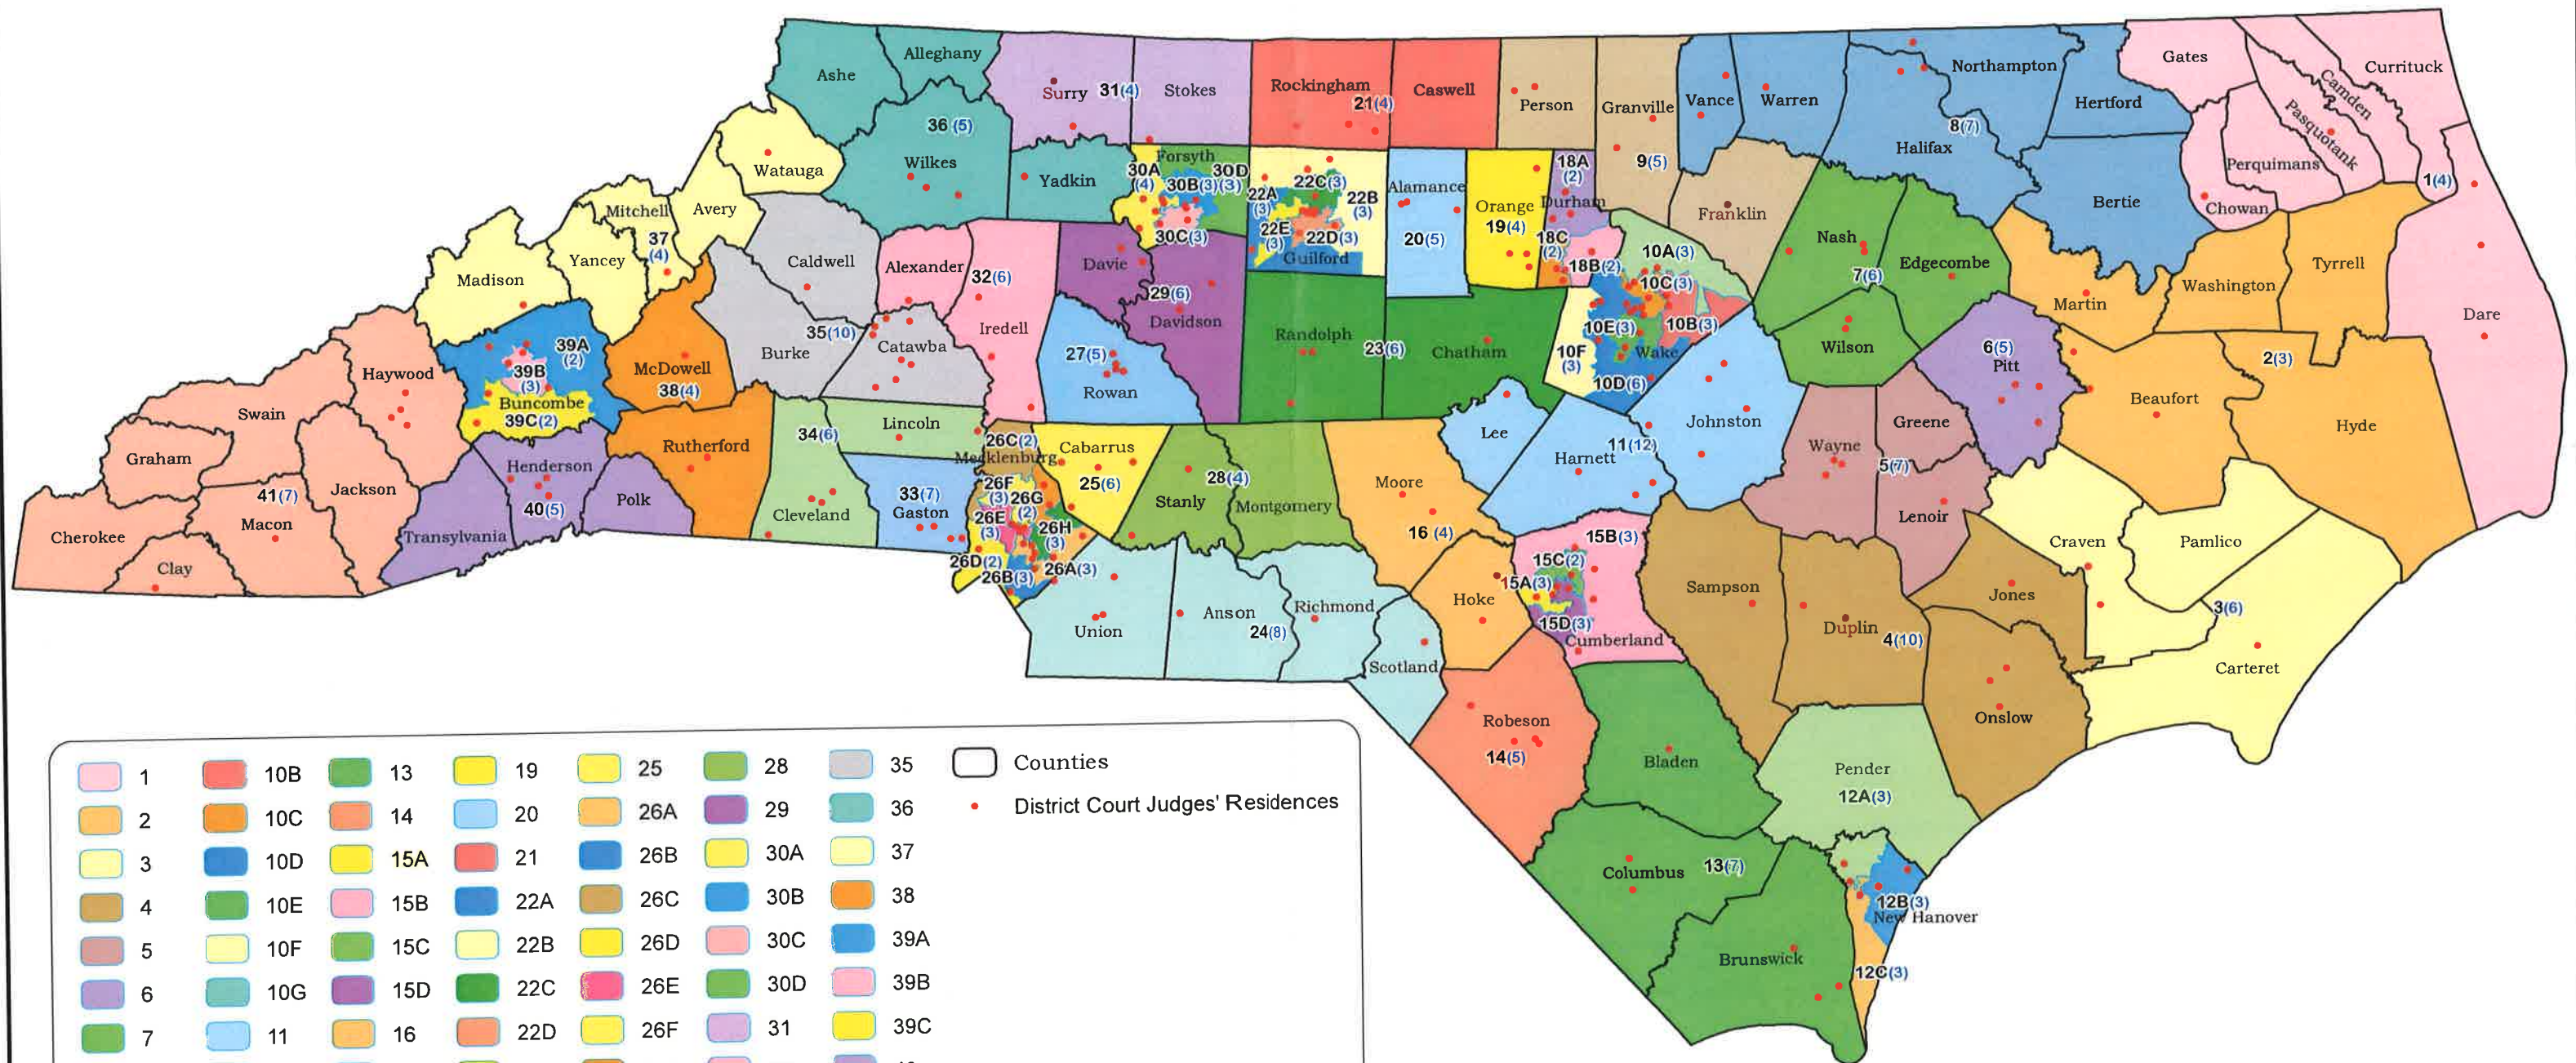 Ashe
Alleghany
Surry 31(4)
Stokes
Rockingham
21(4)
Caswell
Person
Granville
9(5)
Vance
Warren
Northampton
8(7)
Halifax
Hertford
Gates
Camden
Currituck
Pasquotank
Perquimans
Chowan
1(4)
Bertie
Watauga
36 (5)
Wilkes
Yadkin
Forsyth
30A
(4)
30B(3)
30D
(3)
30C(3)
22A
(3)
22C(3)
22B
(3)
22E
(3)
22D(3)
Guilford
Alamance
20(5)
Orange
19(4)
18A
(2)
Durham
18C
(2)
18B(2)
Franklin
10A(3)
10C(3)
10E(3)
10B(3)
10F
(3)
Wake
10D(6)
Nash
7(6)
Edgecombe
Wilson
Martin
Washington
Tyrrell
Dare
Mitchell
Avery
37
(4)
Yancey
Madison
Caldwell
Alexander
32(6)
Iredell
Davie
29(6)
Davidson
Randolph
23(6)
Chatham
35(10)
Burke
Catawba
27(5)
Rowan
39A
(2)
39B
(3)
Buncombe
39C(2)
McDowell
38(4)
Haywood
Swain
Graham
Jackson
41(7)
Macon
Cherokee
Clay
Transylvania
Henderson
40(5)
Polk
Rutherford
34(6)
Lincoln
Cleveland
33(7)
Gaston
26C(2)
Mecklenburg
26F
(3)
26G
(2)
26E
(3)
26H
(3)
26D(2)
26B(3)
26A(3)
Cabarrus
25(6)
Stanly
28(4)
Montgomery
Moore
16 (4)
Lee
Harnett
11(12)
Johnston
Wayne
5(7)
Greene
Lenoir
6(5)
Pitt
Beaufort
2(3)
Hyde
Craven
Pamlico
3(6)
Carteret
Jones
Sampson
Duplin
4(10)
Onslow
Union
Anson
24(8)
Richmond
Scotland
Hoke
15B(3)
15C(2)
15A(3)
15D(3)
Cumberland
Robeson
14(5)
Bladen
Pender
12A(3)
Columbus
13(7)
12B(3)
New Hanover
12C(3)
Brunswick
1 10B 13 19 25 28 35 Counties
2 10C 14 20 26A 29 36 District Court Judges' Residences
3 10D 15A 21 26B 30A 37
4 10E 15B 22A 26C 30B 38
5 10F 15C 22B 26D 30C 39A
6 10G 15D 22C 26E 30D 39B
7 11 16 22D 26F 31 39C